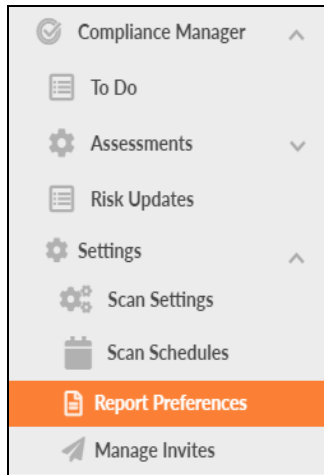 Compliance Manager
To Do
Assessments
Risk Updates
Settings
Scan Settings
Scan Schedules
Report Preferences
Manage Invites